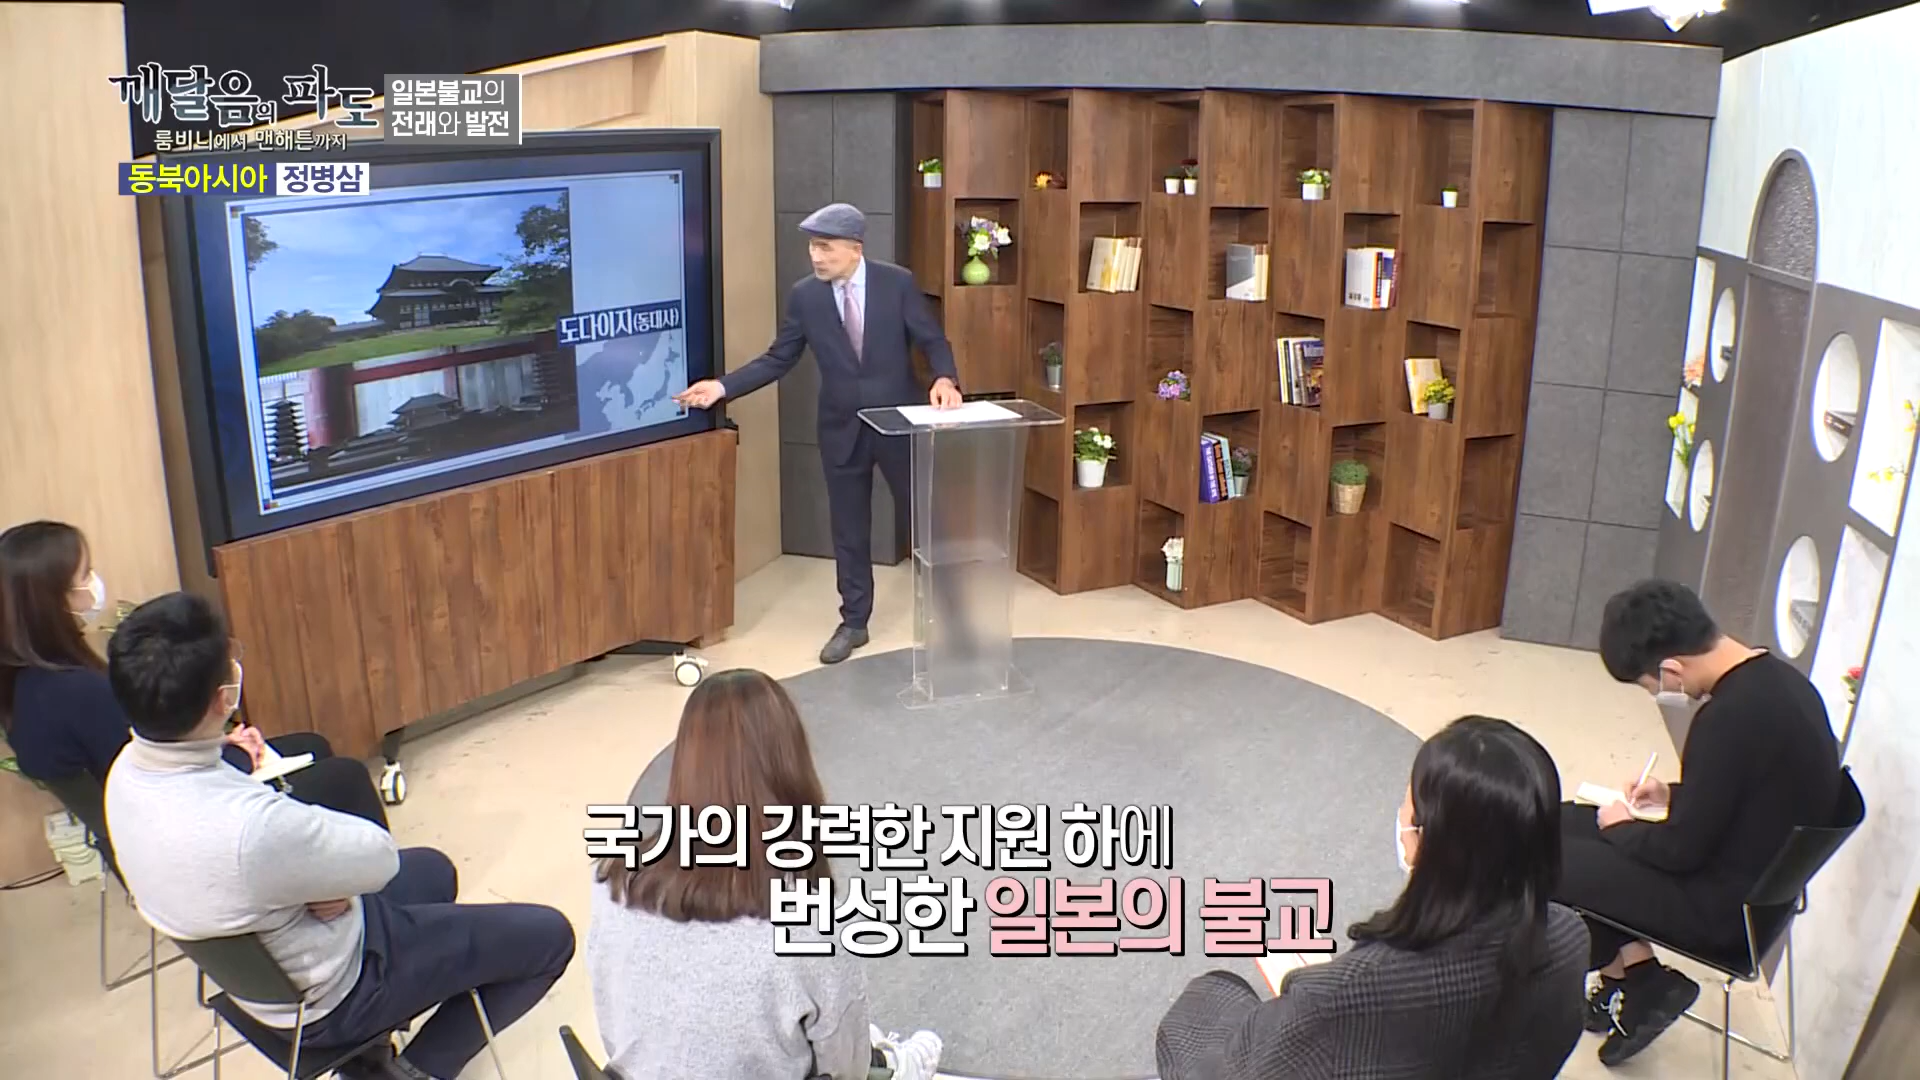 깨달음의 파도
룸비니에서 맨해튼까지
일본불교의
전래와 발전
동북아시아 정병삼
도다이지(동대사)
국가의 강력한 지원 하에
번성한 일본의 불교